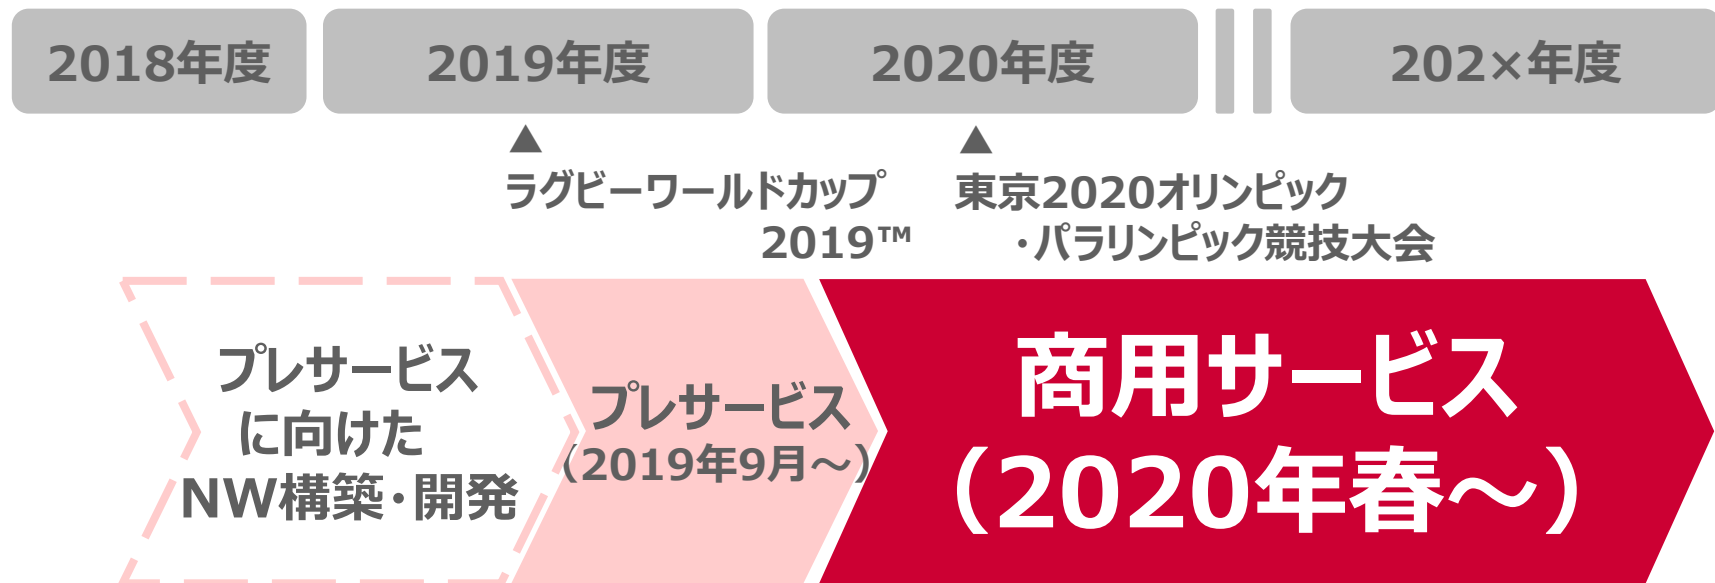 2018年度
2019年度
2020年度
202×年度
▲
ラグビーワールドカップ
2019™
▲
東京2020オリンピック
・パラリンピック競技大会
プレサービス
に向けた
NW構築・開発
プレサービス
（2019年9月～）
商用サービス
（2020年春～）